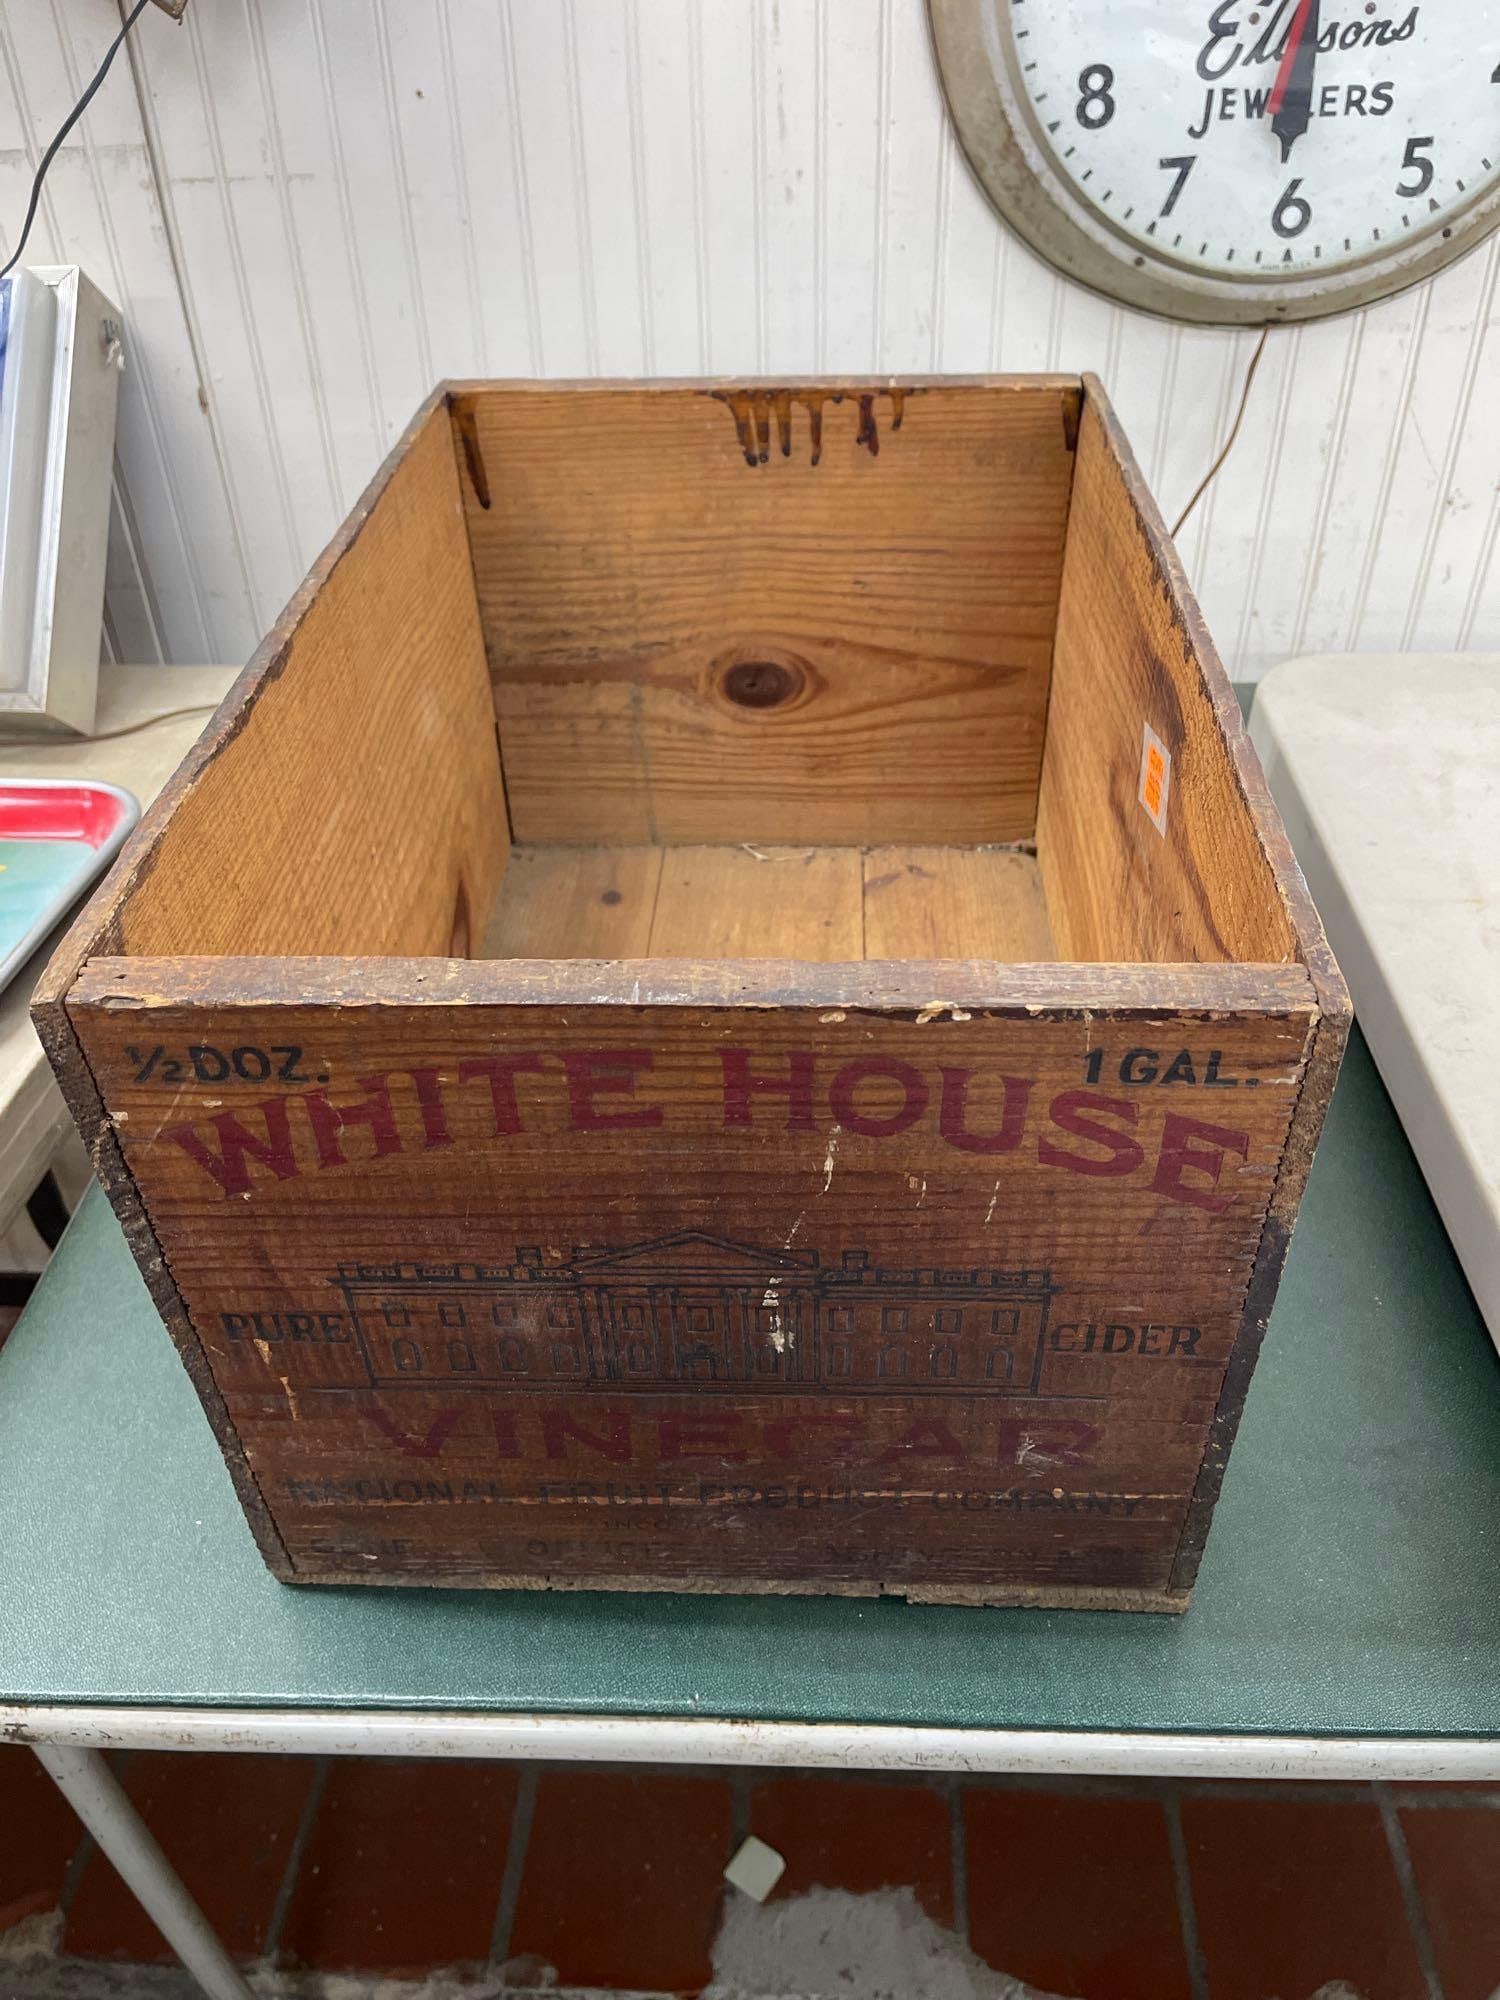 Ellisons
JEWELERS
8
7
6
5
½ DOZ. 1 GAL.
WHITE HOUSE
PURE CIDER
VINEGAR
NATIONAL FRUIT PRODUCT COMPANY
OFFICE